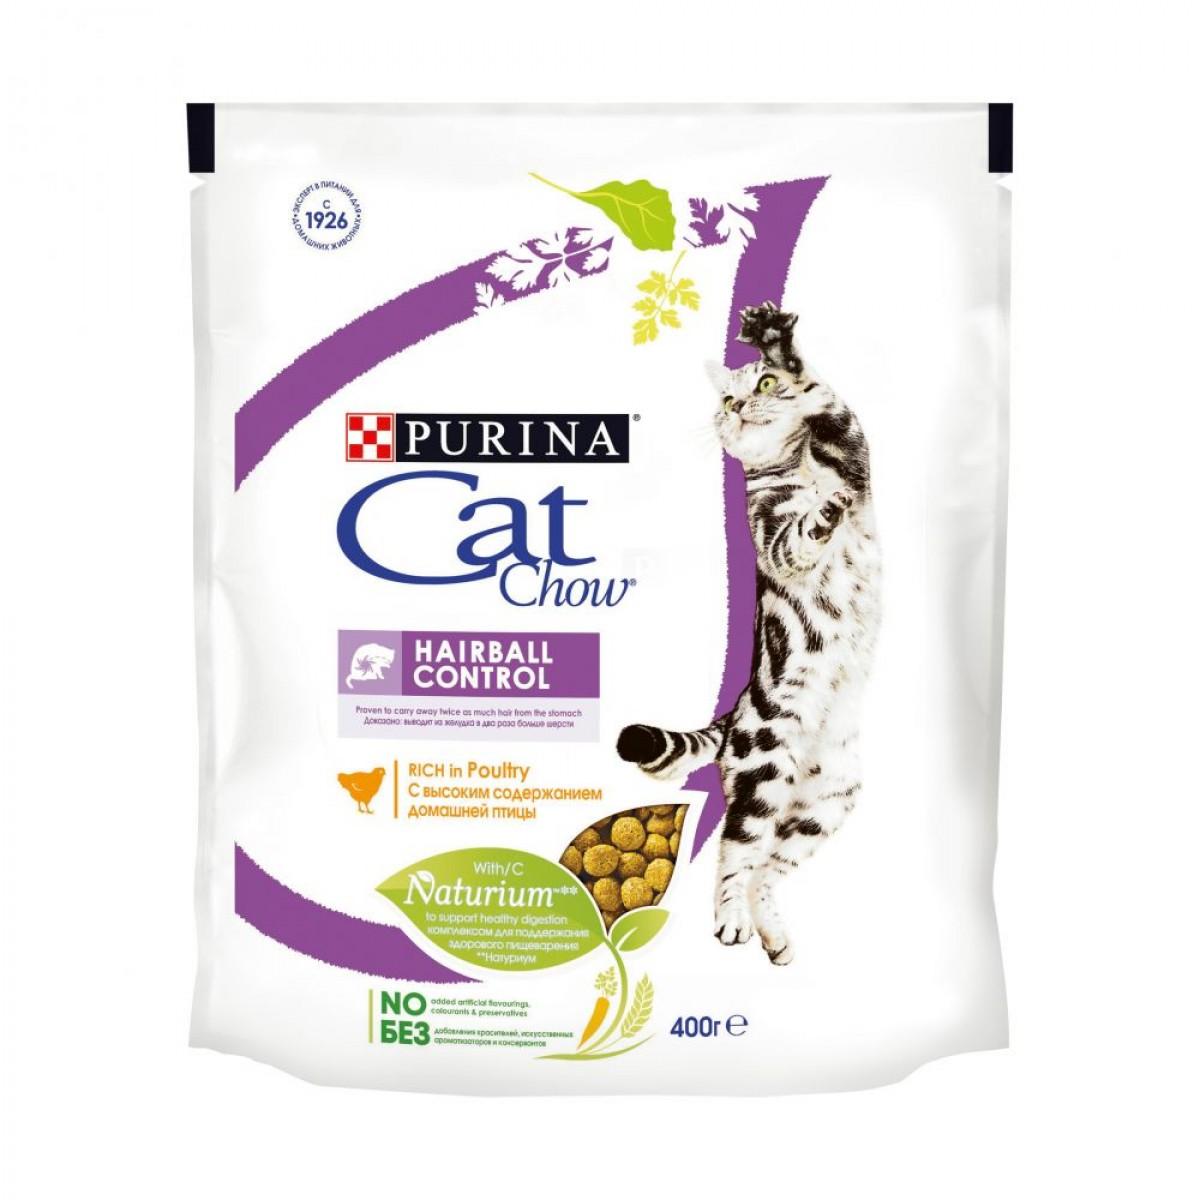 ЭКСПЕРТ В ПИТАНИИ ДЛЯ
С
1926
ДОМАШНИХ ЖИВОТНЫХ
PURINA®
Cat
Chow®
HAIRBALL
CONTROL
Proven to carry away twice as much hair from the stomach
Доказано: выводит из желудка в два раза больше шерсти
RICH in Poultry
С высоким содержанием
домашней птицы
With/С
Naturium™**
to support healthy digestion
комплексом для поддержания
здорового пищеварения
**Натуриум
NO added artificial flavourings,
colourants & preservatives
БЕЗ добавления красителей, искусственных
ароматизаторов и консервантов
400г ℮